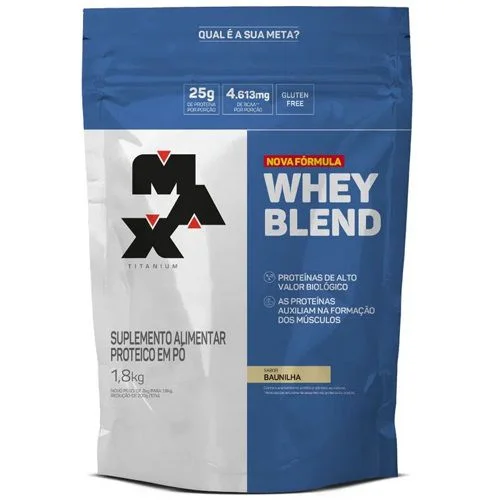 QUAL É A SUA META?
25g
DE PROTEÍNA
POR PORÇÃO
4.613mg
DE BCAA**
POR PORÇÃO
GLUTEN
FREE
MAX
TITANIUM
NOVA FÓRMULA
WHEY
BLEND
PROTEÍNAS DE ALTO
VALOR BIOLÓGICO
AS PROTEÍNAS
AUXILIAM NA FORMAÇÃO
DOS MÚSCULOS
SUPLEMENTO ALIMENTAR
PROTEICO EM PÓ
1,8kg
SABOR
BAUNILHA